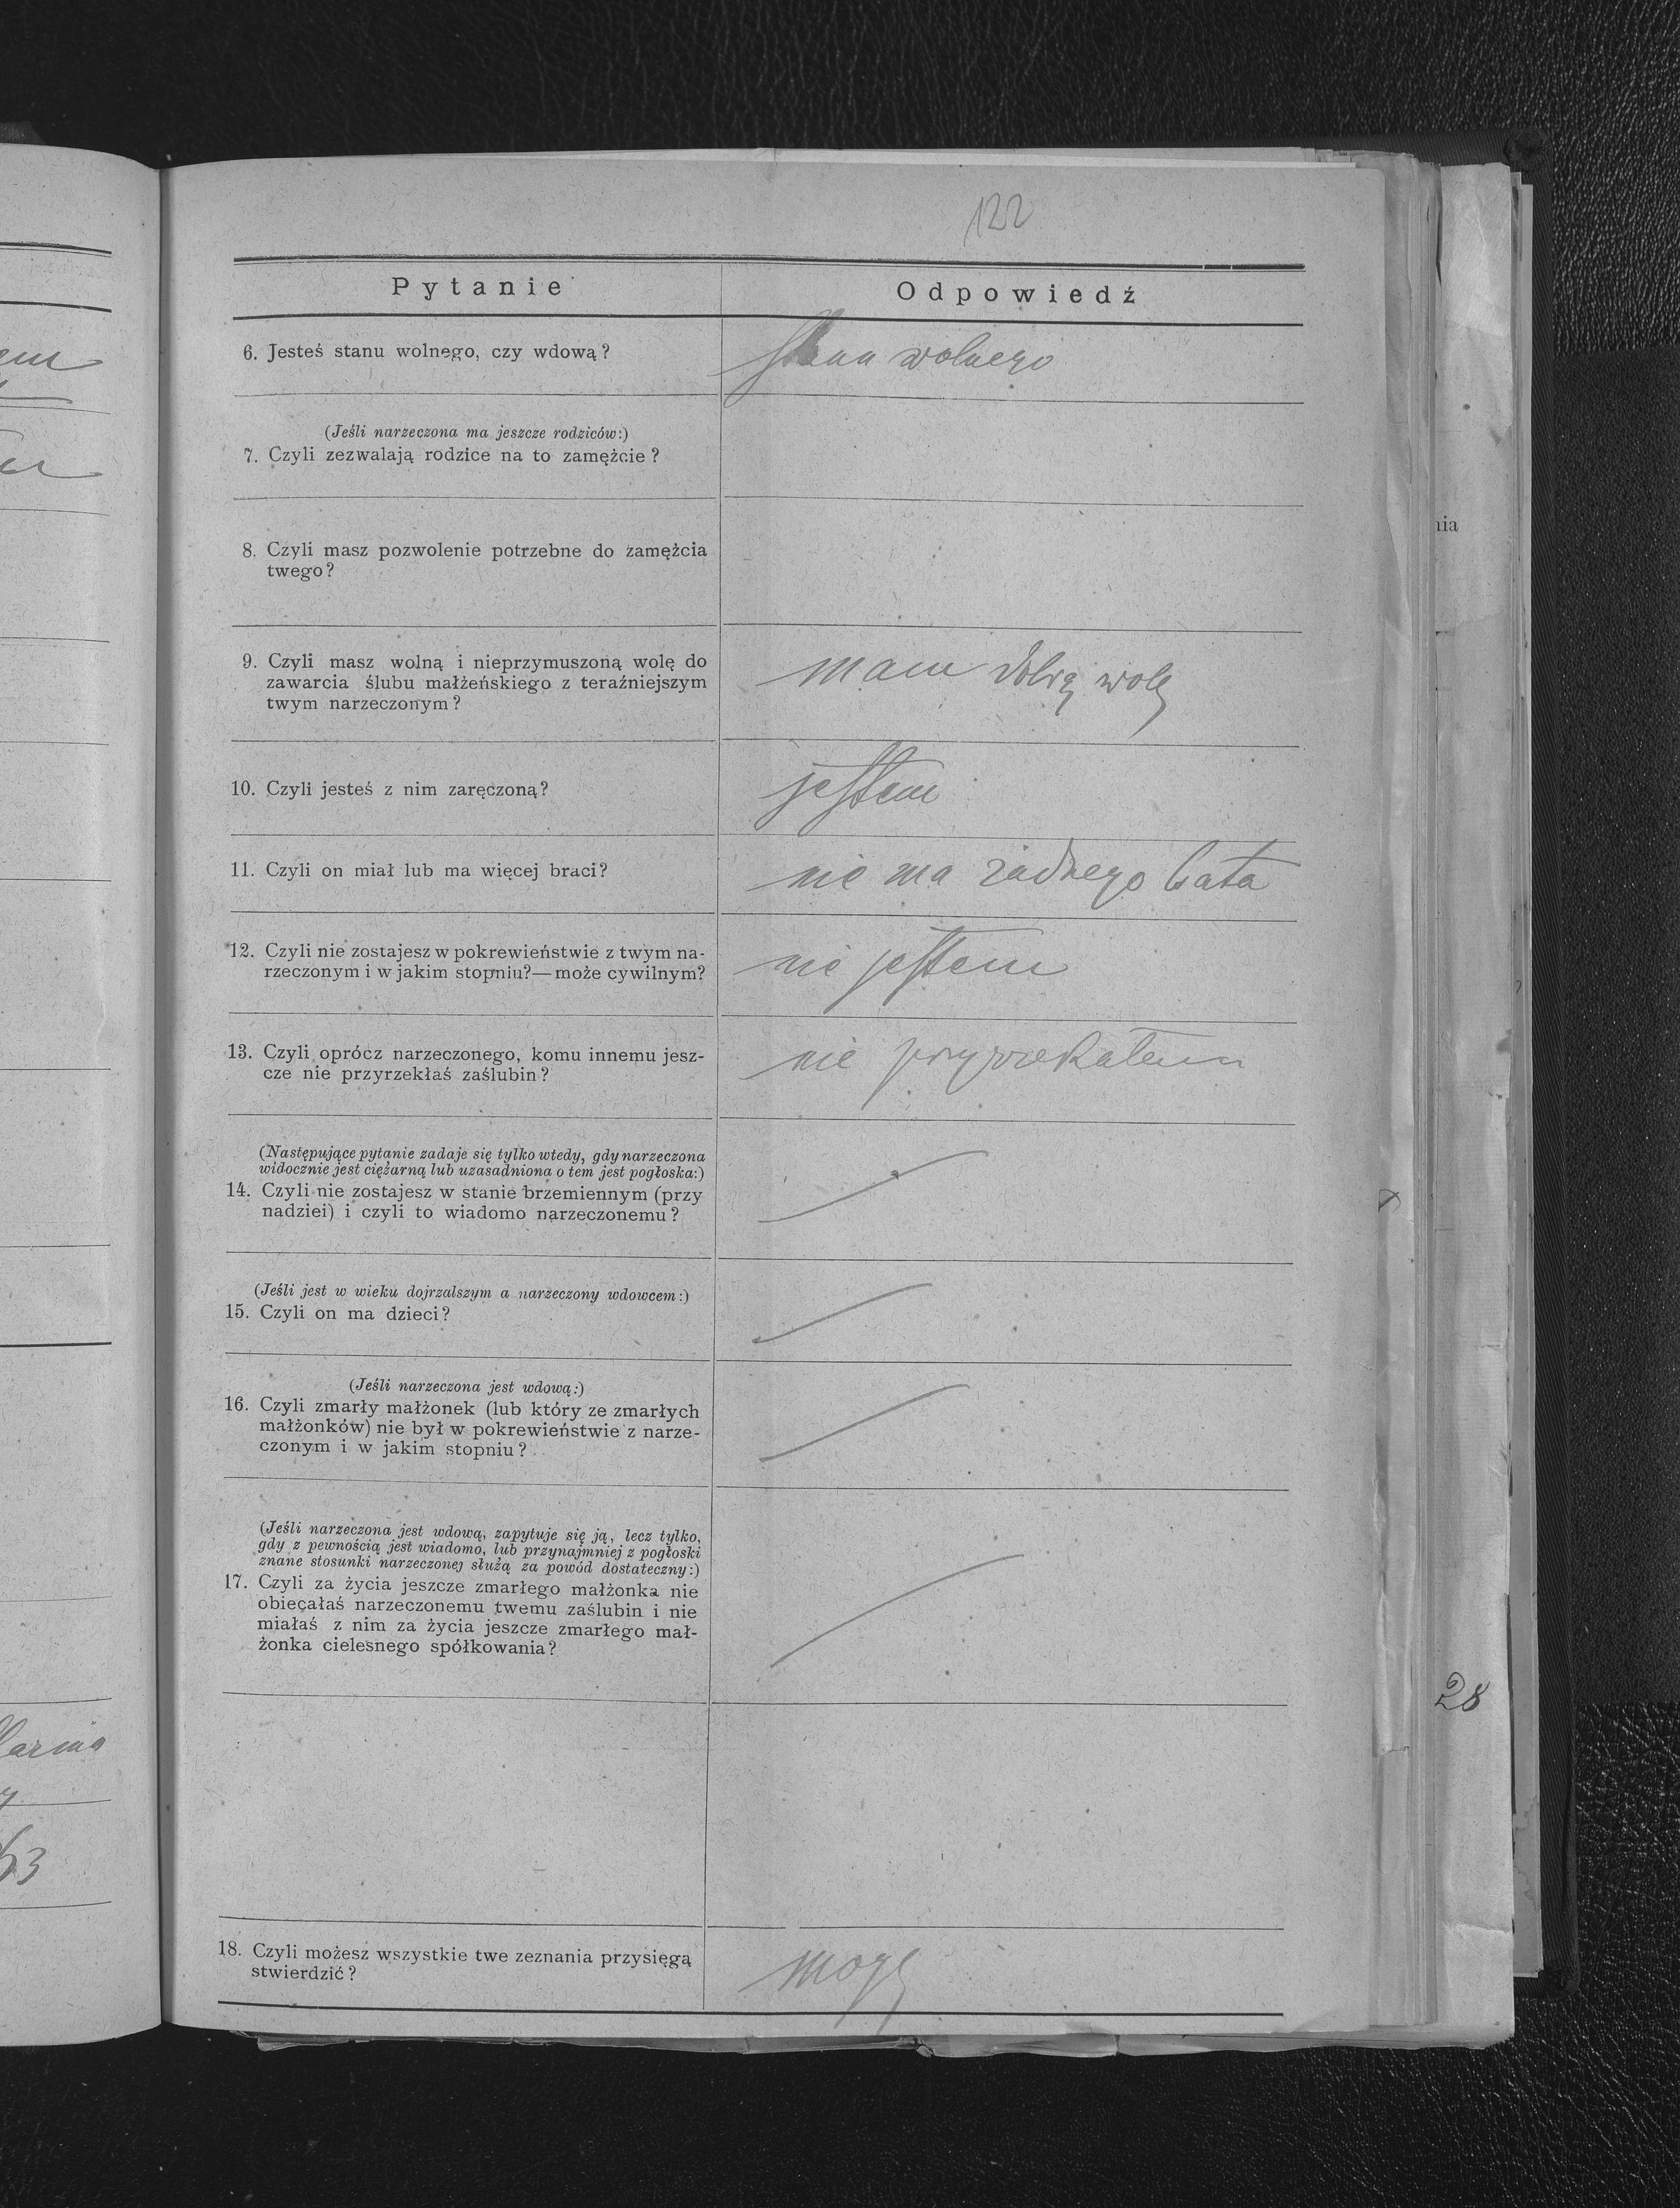 122
Pytanie Odpowiedź
6. Jesteś stanu wolnego, czy wdową?
Stanu wolnego
(Jeśli narzeczona ma jeszcze rodziców:)
7. Czyli zezwalają rodzice na to zamężcie?
8. Czyli masz pozwolenie potrzebne do zamężcia
twego?
9. Czyli masz wolną i nieprzymuszoną wolę do
zawarcia ślubu małżeńskiego z teraźniejszym
twym narzeczonym?
mam dobrą wolę
10. Czyli jesteś z nim zaręczoną?
jestem
11. Czyli on miał lub ma więcej braci?
nie ma żadnego bata
12. Czyli nie zostajesz w pokrewieństwie z twym na-
rzeczonym i w jakim stopniu?—może cywilnym?
nie jestem
13. Czyli oprócz narzeczonego, komu innemu jesz-
cze nie przyrzekłaś zaślubin?
nie
(Następujące pytanie zadaje się tylko wtedy, gdy narzeczona
widocznie jest ciężarną lub uzasadniona o tem jest pogłoska:)
14. Czyli nie zostajesz w stanie brzemiennym (przy
nadziei) i czyli to wiadomo narzeczonemu?
(Jeśli jest w wieku dojrzalszym a narzeczony wdowcem:)
15. Czyli on ma dzieci?
(Jeśli narzeczona jest wdową:)
16. Czyli zmarły małżonek (lub który ze zmarłych
małżonków) nie był w pokrewieństwie z narze-
czonym i w jakim stopniu?
(Jeśli narzeczona jest wdową, zapytuje się ją, lecz tylko,
gdy z pewnością jest wiadomo, lub przynajmniej z pogłoski
znane stosunki narzeczonej służą za powód dostateczny:)
17. Czyli za życia jeszcze zmarłego małżonka nie
obiecałaś narzeczonemu twemu zaślubin i nie
miałaś z nim za życia jeszcze zmarłego mał-
żonka cielesnego spółkowania?
18. Czyli możesz wszystkie twe zeznania przysięgą
stwierdzić?
mogę
nia
28